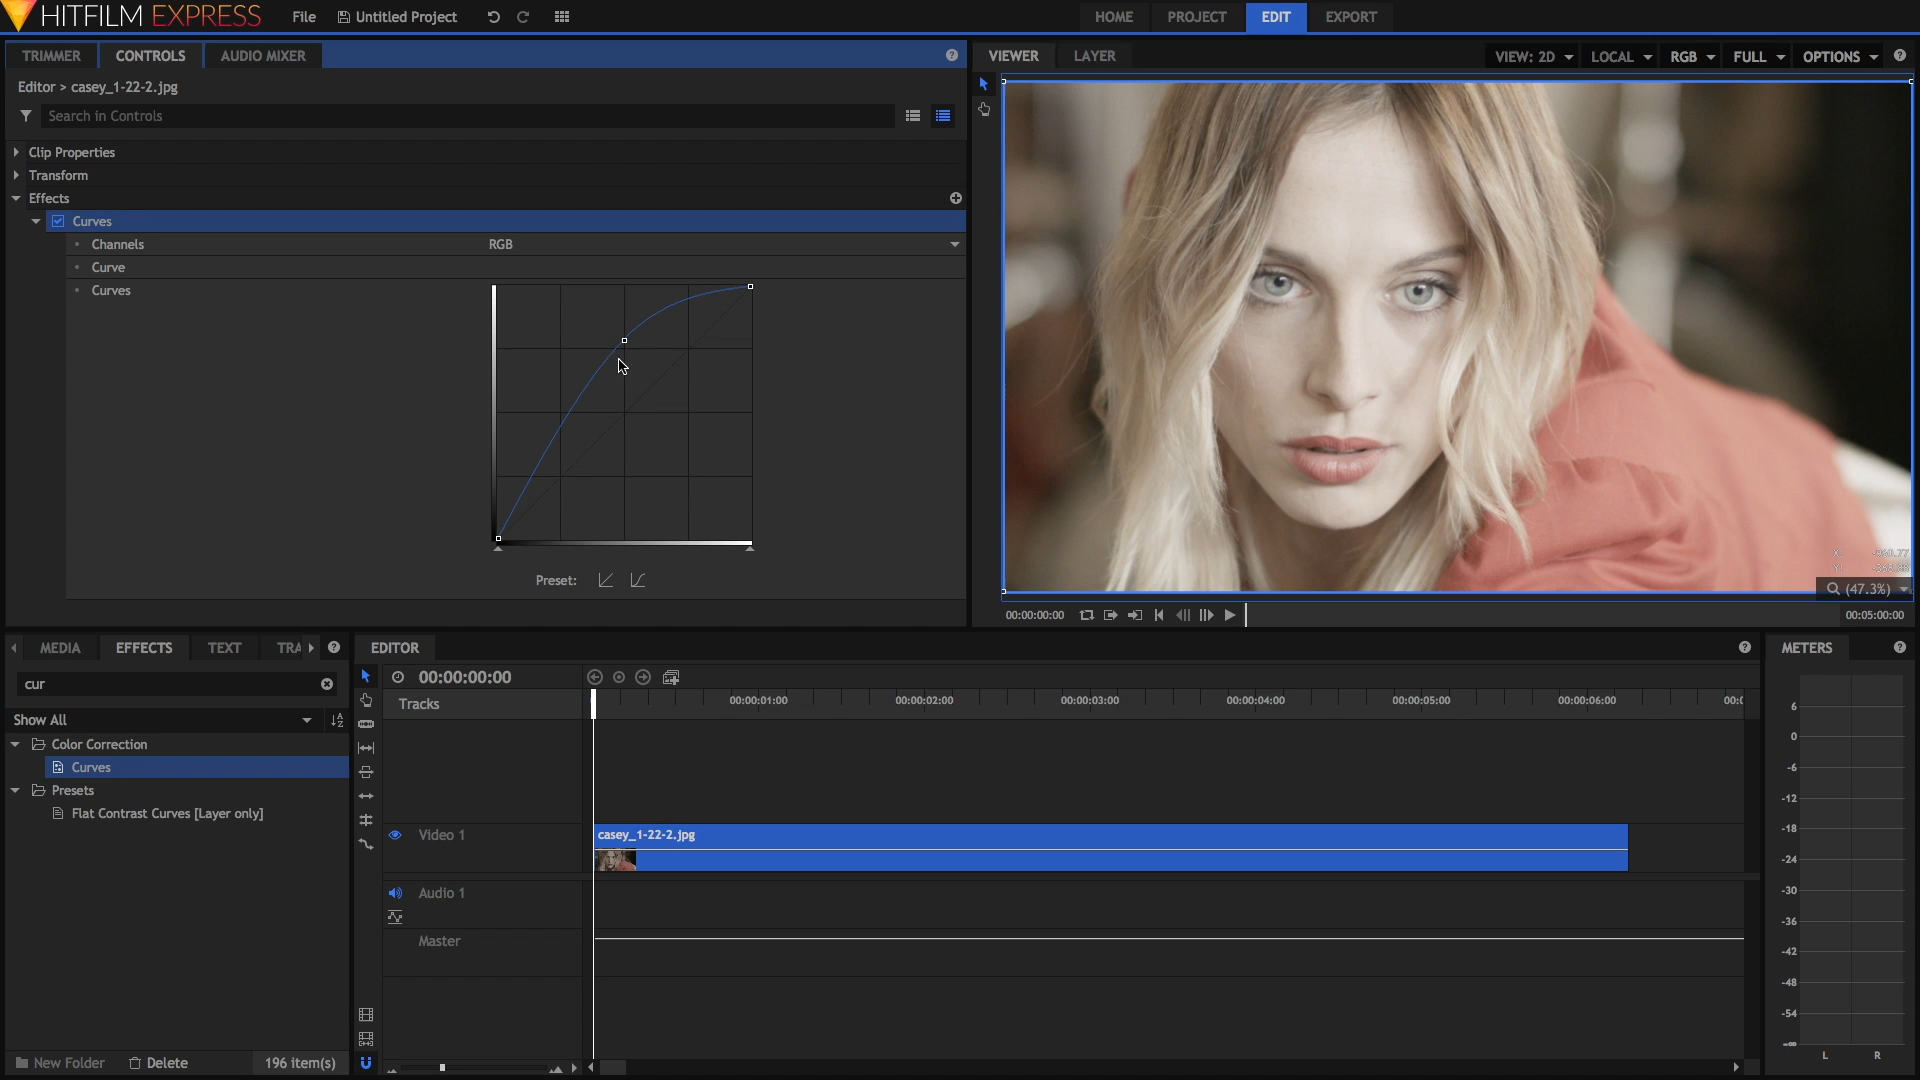 HITFILM EXPRESS
File
Untitled Project
HOME
PROJECT
EDIT
EXPORT
TRIMMER
CONTROLS
AUDIO MIXER
VIEWER
LAYER
VIEW: 2D
LOCAL
RGB
FULL
OPTIONS
Editor > casey_1-22-2.jpg
Search in Controls
Clip Properties
Transform
Effects
Curves
Channels
RGB
Curve
Curves
Preset:
(47.3%)
00:00:00:00
00:05:00:00
MEDIA
EFFECTS
TEXT
TRA
cur
Show All
Color Correction
Curves
Presets
Flat Contrast Curves [Layer only]
New Folder
Delete
196 item(s)
EDITOR
00:00:00:00
Tracks
00:00:01:00
00:00:02:00
00:00:03:00
00:00:04:00
00:00:05:00
00:00:06:00
00:(
Video 1
casey_1-22-2.jpg
Audio 1
Master
METERS
6
0
-6
-12
-18
-24
-30
-36
-42
-48
-54
-∞
L
R